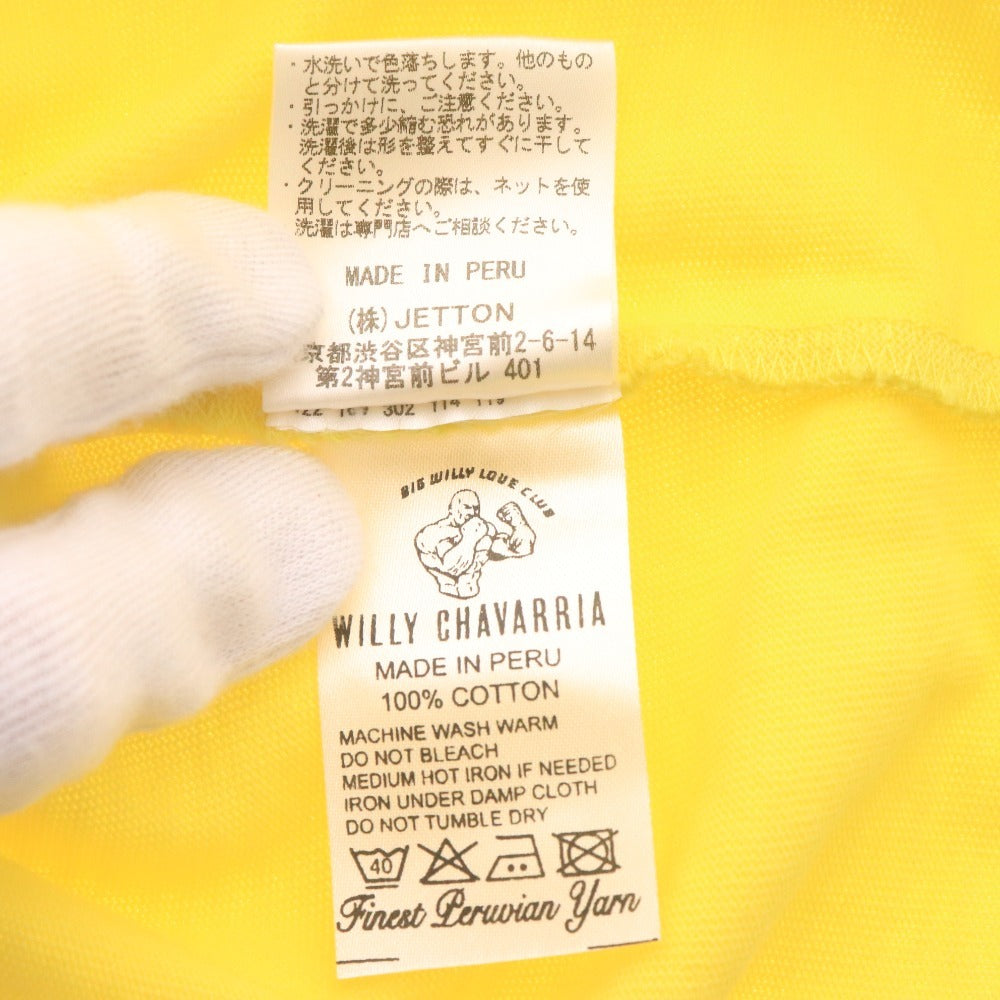 ・水洗いで色落ちします。他のもの
と分けて洗ってください。
・引っかけに、ご注意ください。
・洗濯で多少縮む恐れがあります。
洗濯後は形を整えてすぐに干して
ください。
・クリーニングの際は、ネットを使
用してください。
洗濯は専門店へご相談ください。
MADE IN PERU
(株)JETTON
京都渋谷区神宮前2-6-14
第2神宮前ビル 401
302 114 119
BIG WILLY LOVE CLUB
WILLY CHAVARRIA
MADE IN PERU
100% COTTON
MACHINE WASH WARM
DO NOT BLEACH
MEDIUM HOT IRON IF NEEDED
IRON UNDER DAMP CLOTH
DO NOT TUMBLE DRY
40
Finest Peruvian Yarn